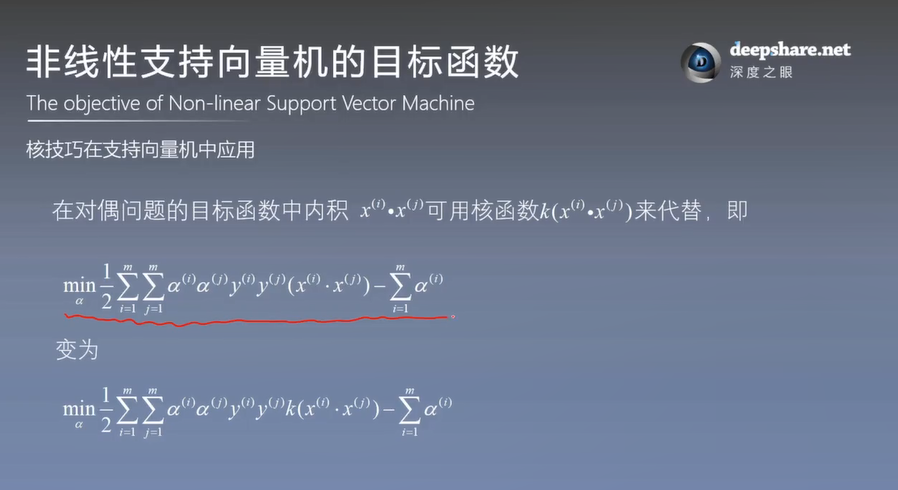 非线性支持向量机的目标函数
deepshare.net
深度之眼
The objective of Non-linear Support Vector Machine
核技巧在支持向量机中应用
在对偶问题的目标函数中内积 x^{(i)}•x^{(j)}可用核函数k(x^{(i)}•x^{(j)})来代替，即
\min_{\alpha} \frac{1}{2} \sum_{i=1}^{m} \sum_{j=1}^{m} \alpha^{(i)} \alpha^{(j)} y^{(i)} y^{(j)} (x^{(i)} \cdot x^{(j)}) - \sum_{i=1}^{m} \alpha^{(i)}
变为
\min_{\alpha} \frac{1}{2} \sum_{i=1}^{m} \sum_{j=1}^{m} \alpha^{(i)} \alpha^{(j)} y^{(i)} y^{(j)} k(x^{(i)} \cdot x^{(j)}) - \sum_{i=1}^{m} \alpha^{(i)}